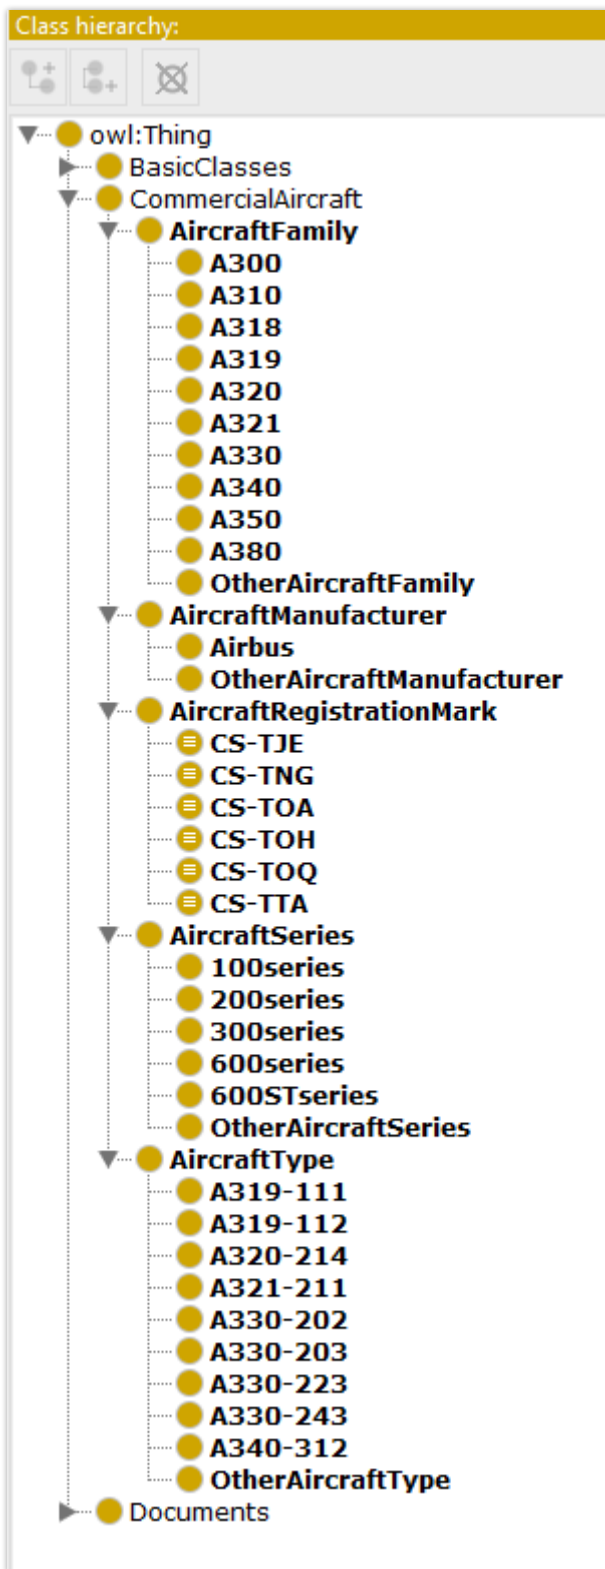 Class hierarchy:
owl:Thing
BasicClasses
CommercialAircraft
AircraftFamily
A300
A310
A318
A319
A320
A321
A330
A340
A350
A380
OtherAircraftFamily
AircraftManufacturer
Airbus
OtherAircraftManufacturer
AircraftRegistrationMark
CS-TJE
CS-TNG
CS-TOA
CS-TOH
CS-TOQ
CS-TTA
AircraftSeries
100series
200series
300series
600series
600STseries
OtherAircraftSeries
AircraftType
A319-111
A319-112
A320-214
A321-211
A330-202
A330-203
A330-223
A330-243
A340-312
OtherAircraftType
Documents